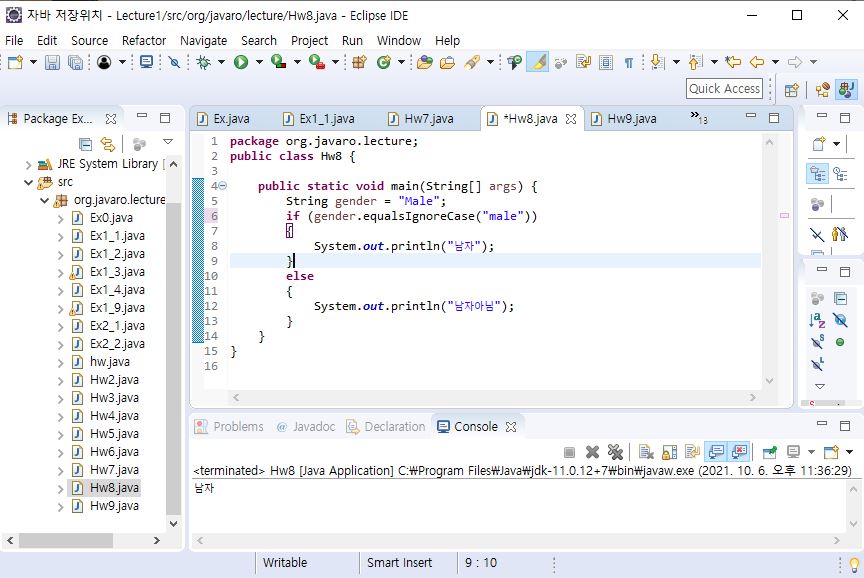 자바 저장위치 - Lecture1/src/org/javaro/lecture/Hw8.java - Eclipse IDE
File Edit Source Refactor Navigate Search Project Run Window Help
Quick Access
Package Ex...
JRE System Library [
src
org.javaro.lecture
Ex0.java
Ex1_1.java
Ex1_2.java
Ex1_3.java
Ex1_4.java
Ex1_9.java
Ex2_1.java
Ex2_2.java
hw.java
Hw2.java
Hw3.java
Hw4.java
Hw5.java
Hw6.java
Hw7.java
Hw8.java
Hw9.java
Ex.java Ex1_1.java Hw7.java *Hw8.java Hw9.java »13
1 package org.javaro.lecture;
2 public class Hw8 {
3
4 public static void main(String[] args) {
5 String gender = "Male";
6 if (gender.equalsIgnoreCase("male"))
7 {
8 System.out.println("남자");
9 }
10 else
11 {
12 System.out.println("남자아님");
13 }
14 }
15 }
16
Problems @ Javadoc Declaration Console
<terminated> Hw8 [Java Application] C:₩Program Files₩Java₩jdk-11.0.12+7₩bin₩javaw.exe (2021. 10. 6. 오후 11:36:29)
남자
Writable Smart Insert 9 : 10